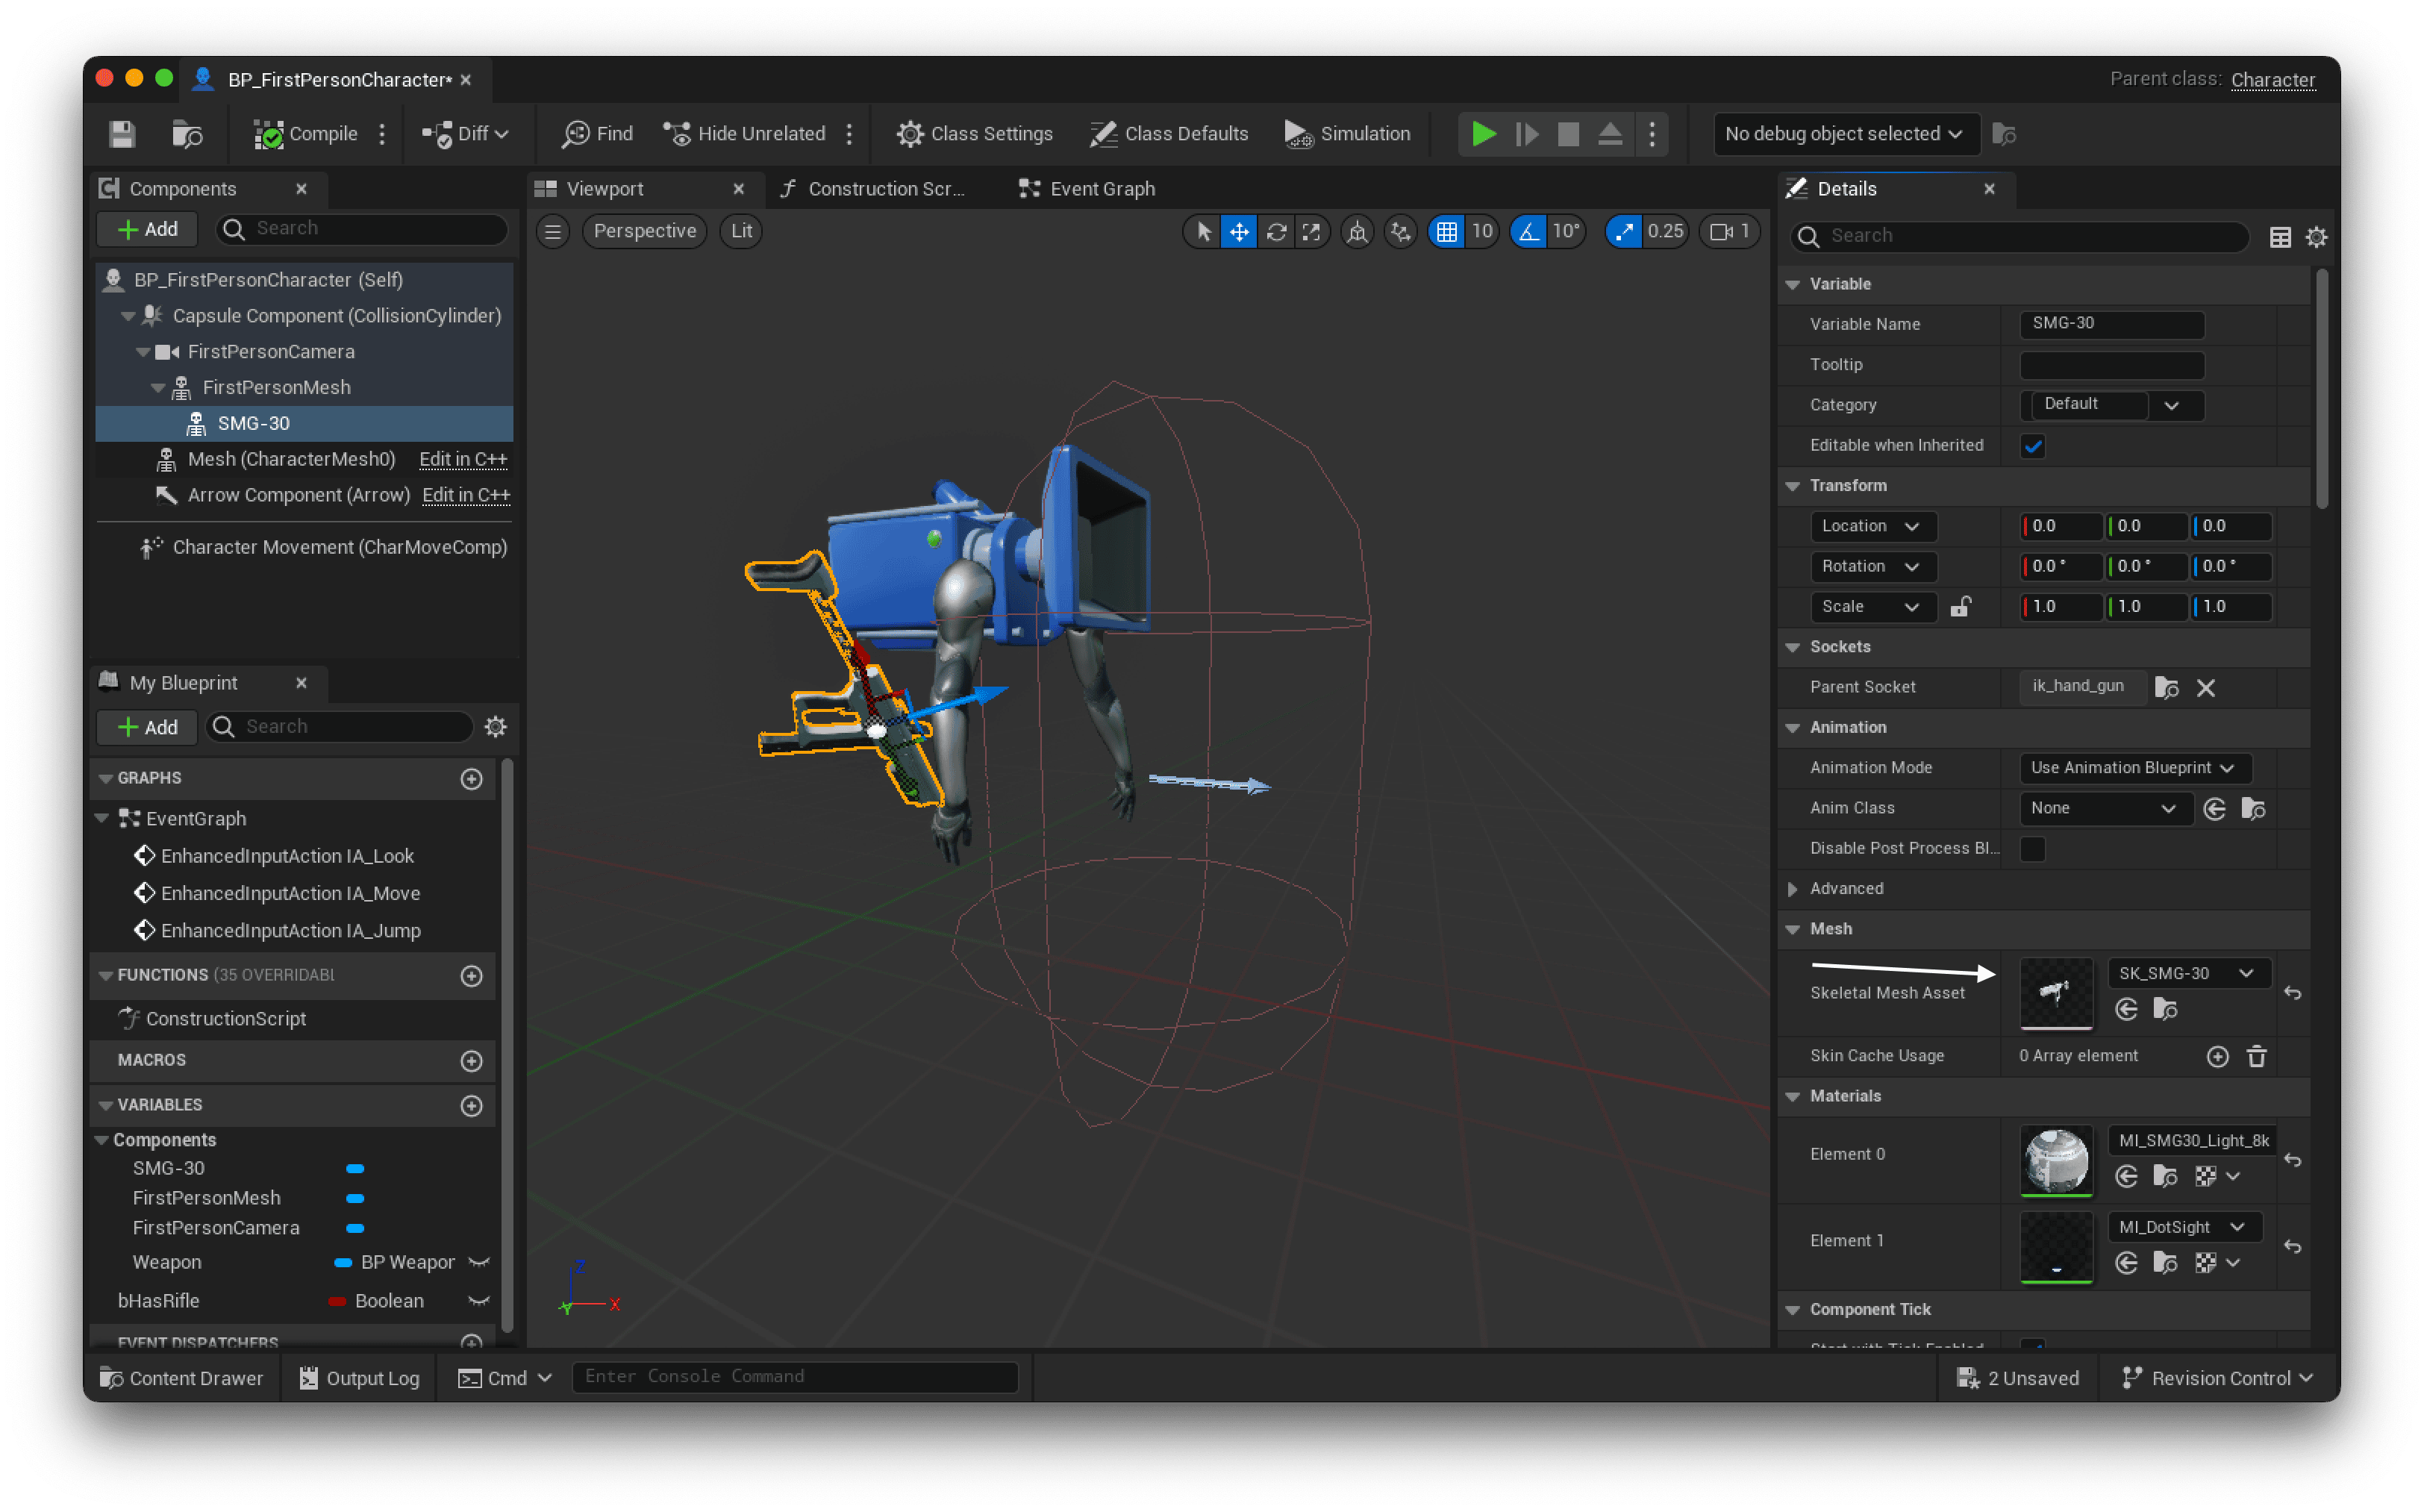 BP_FirstPersonCharacter*
Parent class: Character
Compile
Diff
Find
Hide Unrelated
Class Settings
Class Defaults
Simulation
No debug object selected
Components
Add
Search
BP_FirstPersonCharacter (Self)
Capsule Component (CollisionCylinder)
FirstPersonCamera
FirstPersonMesh
SMG-30
Mesh (CharacterMesh0) Edit in C++
Arrow Component (Arrow) Edit in C++
Character Movement (CharMoveComp)
My Blueprint
Add
Search
GRAPHS
EventGraph
EnhancedInputAction IA_Look
EnhancedInputAction IA_Move
EnhancedInputAction IA_Jump
FUNCTIONS (35 OVERRIDABL
ConstructionScript
MACROS
VARIABLES
Components
SMG-30
FirstPersonMesh
FirstPersonCamera
Weapon BP Weapor
bHasRifle Boolean
EVENT DISPATCHERS
Viewport
Construction Scr...
Event Graph
Perspective
Lit
10
10°
0.25
1
Z
Y
X
Details
Search
Variable
Variable Name SMG-30
Tooltip
Category Default
Editable when Inherited
Transform
Location 0.0 0.0 0.0
Rotation 0.0 ° 0.0 ° 0.0 °
Scale 1.0 1.0 1.0
Sockets
Parent Socket ik_hand_gun
Animation
Animation Mode Use Animation Blueprint
Anim Class None
Disable Post Process Bl...
Advanced
Mesh
Skeletal Mesh Asset SK_SMG-30
Skin Cache Usage 0 Array element
Materials
Element 0 MI_SMG30_Light_8k
Element 1 MI_DotSight
Component Tick
Start with Tick Enabled
Content Drawer
Output Log
Cmd
Enter Console Command
2 Unsaved
Revision Control